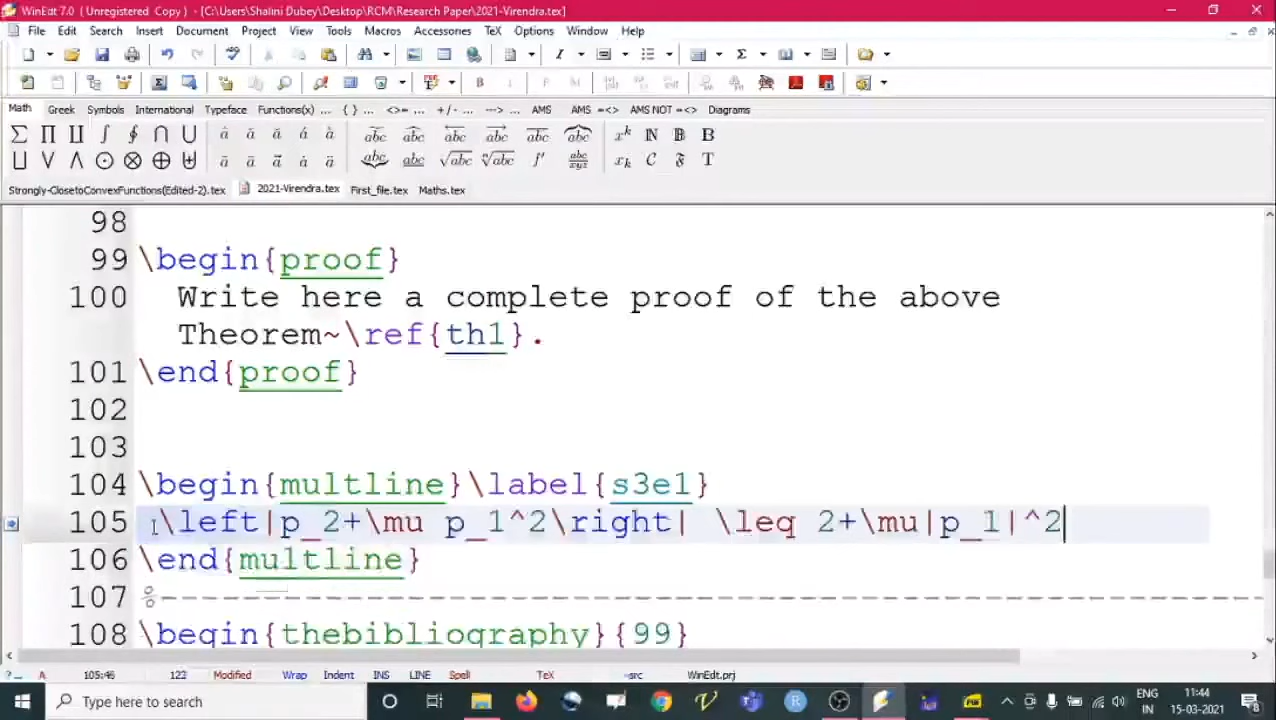 WinEdt 7.0 (Unregistered Copy) - [C:\Users\Shalini Dubey\Desktop\RCM\Research Paper\2021-Virendra.tex]
File Edit Search Insert Document Project View Tools Macros Accessories TeX Options Window Help
Math Greek Symbols International Typeface Functions(x) ... { } ... <>= ... +/- ... ---> ... AMS AMS =<> AMS NOT =<> Diagrams
Strongly-ClosetoConvexFunctions(Edited-2).tex 2021-Virendra.tex First_file.tex Maths.tex
98
99 \begin{proof}
100 Write here a complete proof of the above
Theorem~\ref{th1}.
101 \end{proof}
102
103
104 \begin{multline}\label{s3e1}
105 \left|p_2+\mu p_1^2\right| \leq 2+\mu|p_1|^2
106 \end{multline}
107 %------------------------------------------------------------
108 \begin{thebibliography}{99}
A 105:46 122 Modified Wrap Indent INS LINE Spell TeX -src WinEdt.prj
Type here to search ENG 11:44
IN 15-03-2021